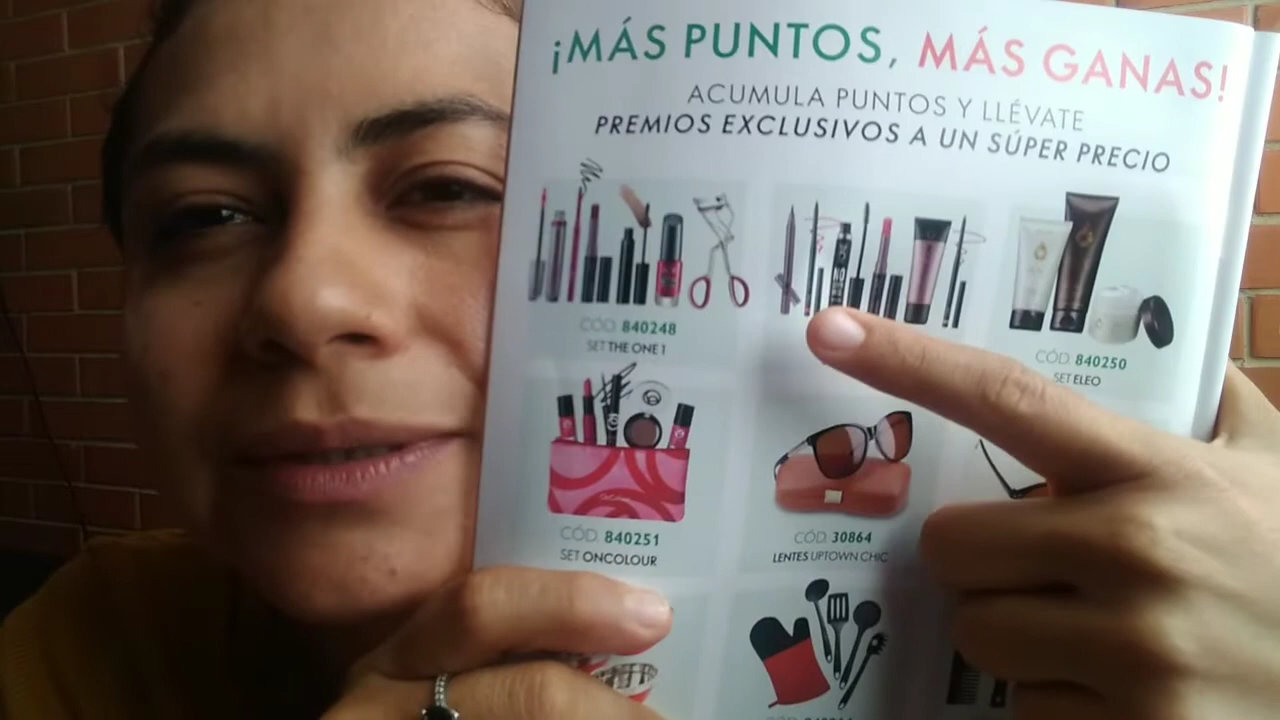 ¡MÁS PUNTOS, MÁS GANAS!
ACUMULA PUNTOS Y LLÉVATE
PREMIOS EXCLUSIVOS A UN SÚPER PRECIO
CÓD. 840248
SET THE ONE 1
CÓD. 840250
SET ELEO
CÓD. 840251
SET ONCOLOUR
CÓD. 30864
LENTES UPTOWN CHIC